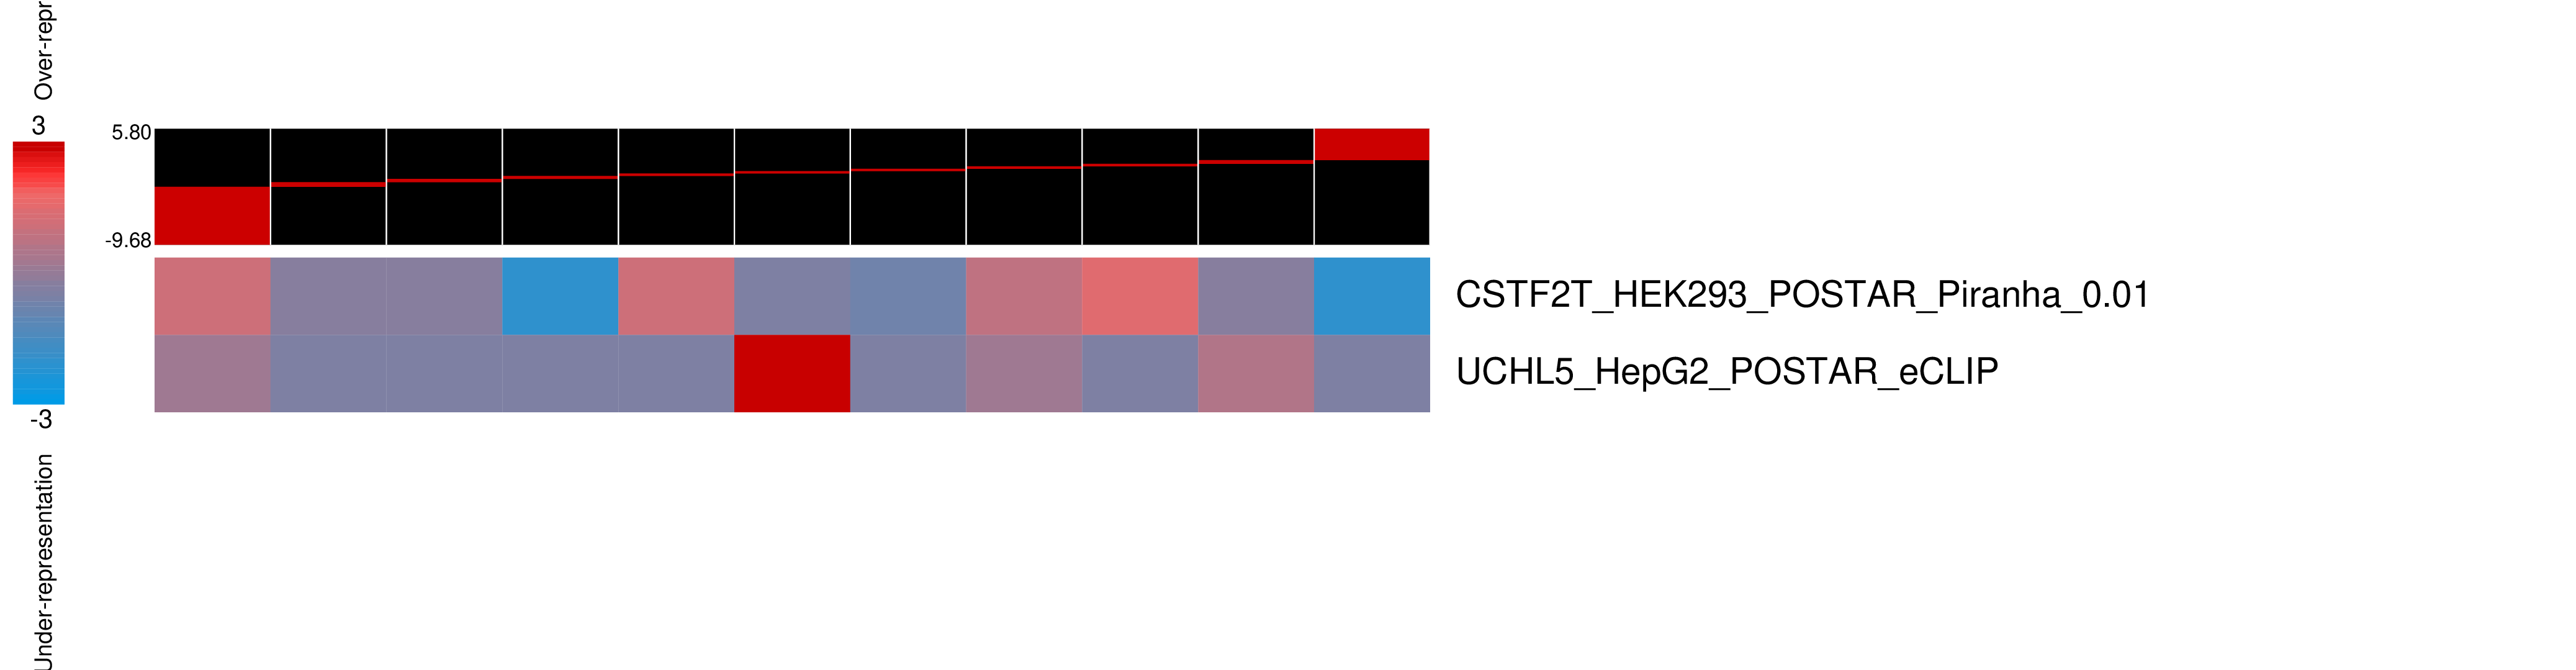 Over-repr
3
5.80
-9.68
CSTF2T_HEK293_POSTAR_Piranha_0.01
UCHL5_HepG2_POSTAR_eCLIP
-3
Under-representation